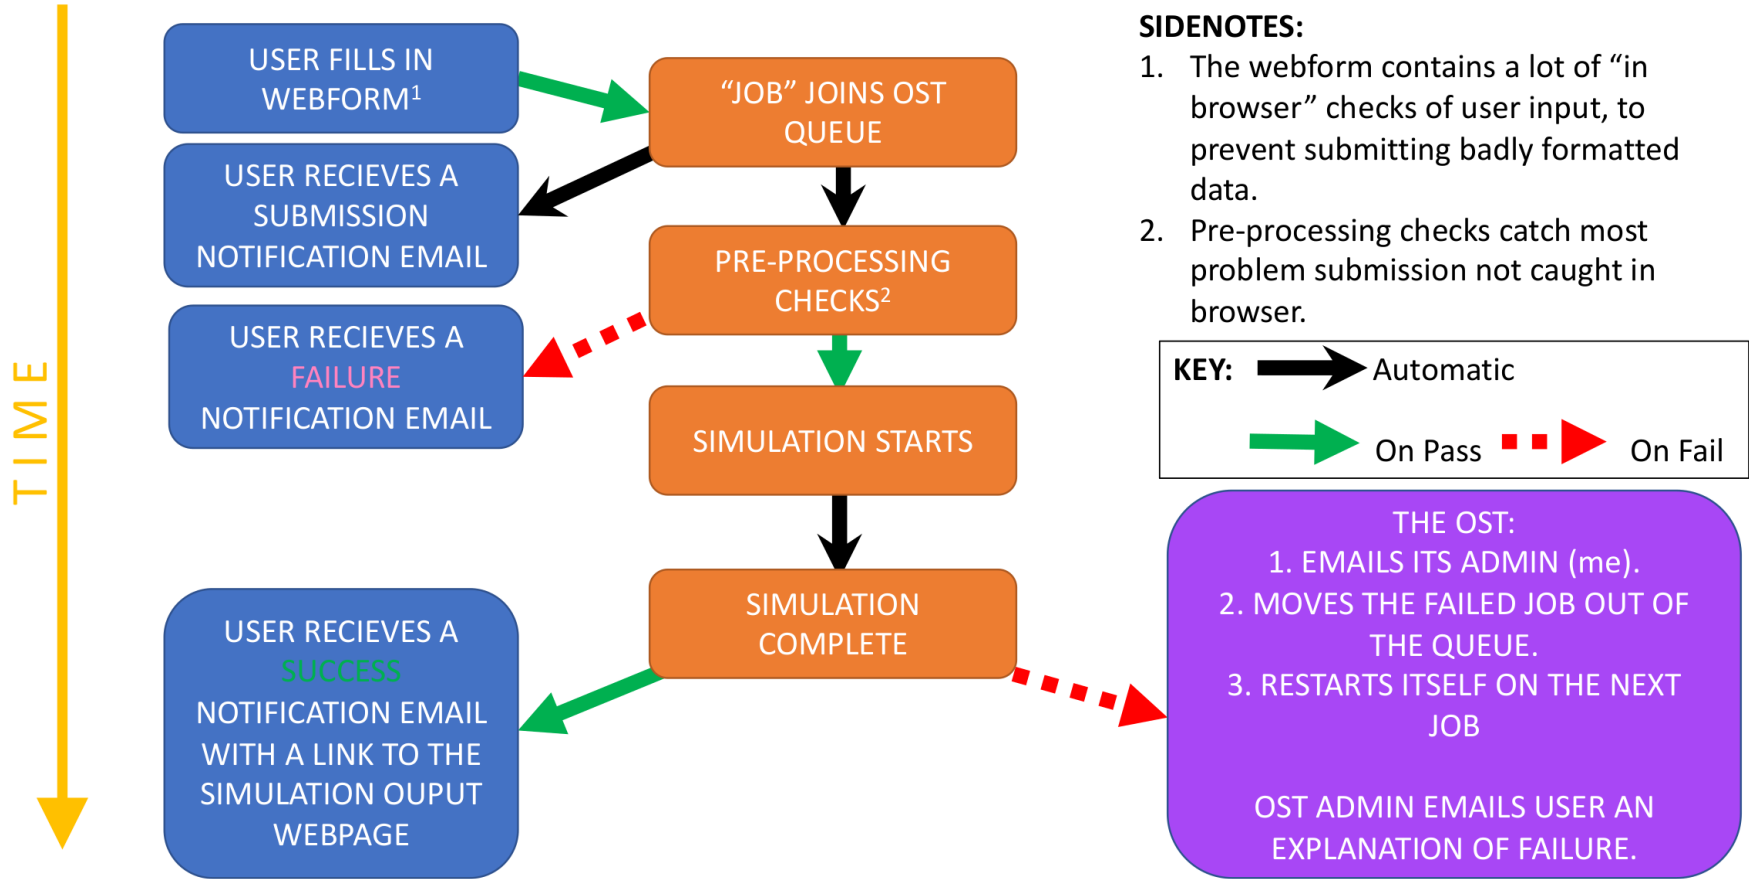 TIME
USER FILLS IN
WEBFORM1
"JOB" JOINS OST
QUEUE
USER RECIEVES A
SUBMISSION
NOTIFICATION EMAIL
PRE-PROCESSING
CHECKS2
USER RECIEVES A
FAILURE
NOTIFICATION EMAIL
SIMULATION STARTS
SIMULATION
COMPLETE
USER RECIEVES A
SUCCESS
NOTIFICATION EMAIL
WITH A LINK TO THE
SIMULATION OUPUT
WEBPAGE
SIDENOTES:
1. The webform contains a lot of “in
browser” checks of user input, to
prevent submitting badly formatted
data.
2. Pre-processing checks catch most
problem submission not caught in
browser.
KEY: Automatic
On Pass On Fail
THE OST:
1. EMAILS ITS ADMIN (me).
2. MOVES THE FAILED JOB OUT OF
THE QUEUE.
3. RESTARTS ITSELF ON THE NEXT
JOB
OST ADMIN EMAILS USER AN
EXPLANATION OF FAILURE.